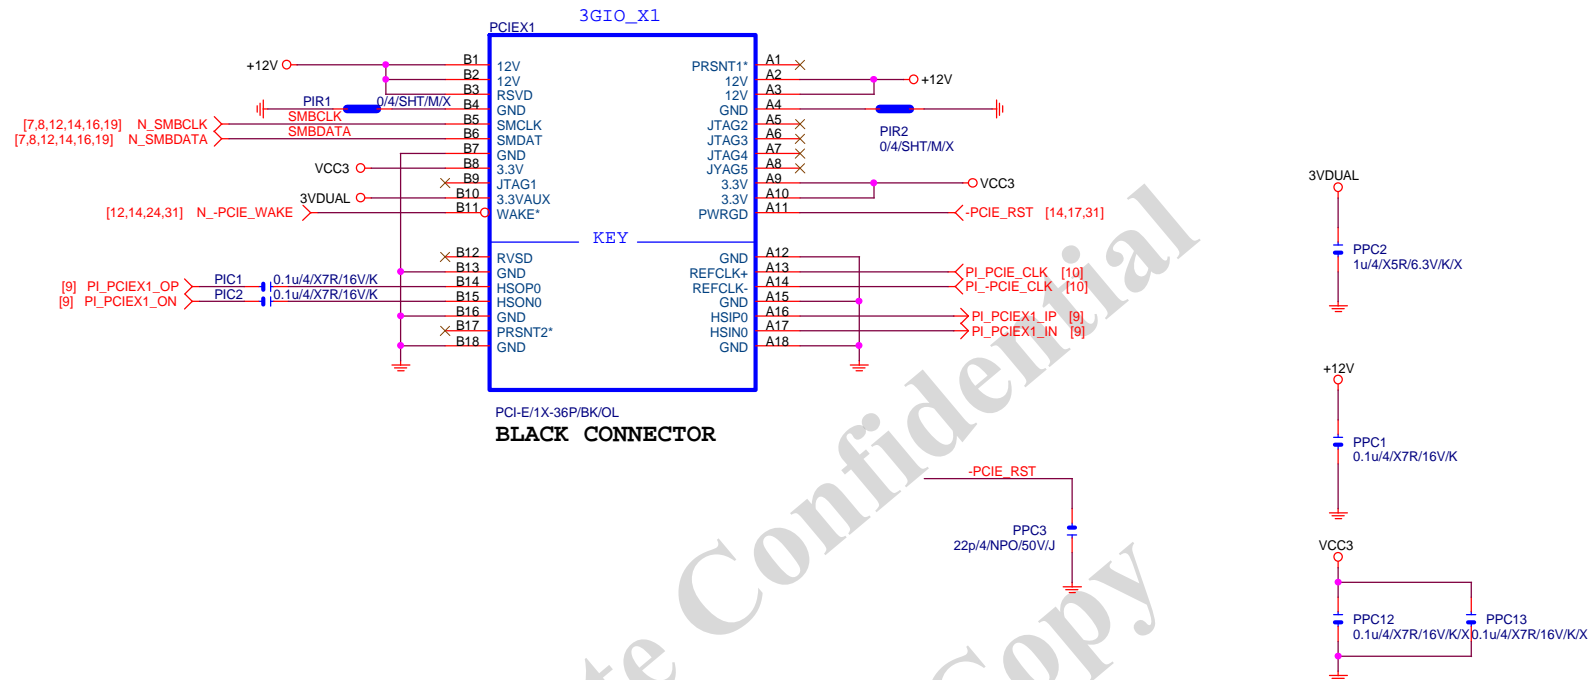 3GIO_X1
PCIEX1
+12V
B1 12V
B2 12V
B3 RSVD
PIR1 0/4/SHT/M/X B4 GND
[7,8,12,14,16,19] N_SMBCLK SMBCLK B5 SMCLK
[7,8,12,14,16,19] N_SMBDATA SMBDATA B6 SMDAT
B7 GND
VCC3 B8 3.3V
B9 JTAG1
3VDUAL B10 3.3VAUX
[12,14,24,31] N_-PCIE_WAKE B11 WAKE*
KEY
B12 RVSD
B13 GND
[9] PI_PCIEX1_OP PIC1 0.1u/4/X7R/16V/K B14 HSOP0
[9] PI_PCIEX1_ON PIC2 0.1u/4/X7R/16V/K B15 HSON0
B16 GND
B17 PRSNT2*
B18 GND
PRSNT1* A1
12V A2 +12V
12V A3
GND A4
PIR2
0/4/SHT/M/X
JTAG2 A5
JTAG3 A6
JTAG4 A7
JYAG5 A8
3.3V A9 VCC3
3.3V A10
PWRGD A11 -PCIE_RST [14,17,31]
GND A12
REFCLK+ A13 PI_PCIE_CLK [10]
REFCLK- A14 PI_-PCIE_CLK [10]
GND A15
HSIP0 A16 PI_PCIEX1_IP [9]
HSIN0 A17 PI_PCIEX1_IN [9]
GND A18
PCI-E/1X-36P/BK/OL
BLACK CONNECTOR
-PCIE_RST
PPC3
22p/4/NPO/50V/J
3VDUAL
PPC2
1u/4/X5R/6.3V/K/X
+12V
PPC1
0.1u/4/X7R/16V/K
VCC3
PPC12
0.1u/4/X7R/16V/K/X
PPC13
0.1u/4/X7R/16V/K/X
Confidential
Copy